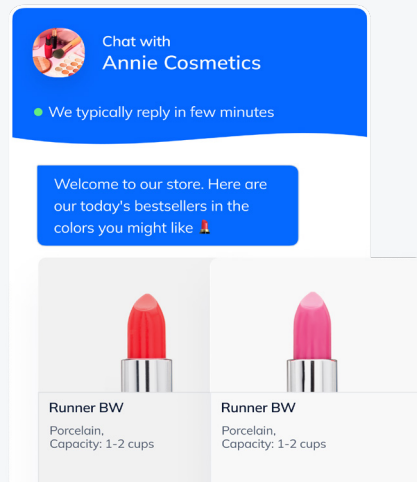 Chat with
Annie Cosmetics
We typically reply in few minutes
Welcome to our store. Here are
our today's bestsellers in the
colors you might like 💄
Runner BW
Porcelain,
Capacity: 1-2 cups
Runner BW
Porcelain,
Capacity: 1-2 cups